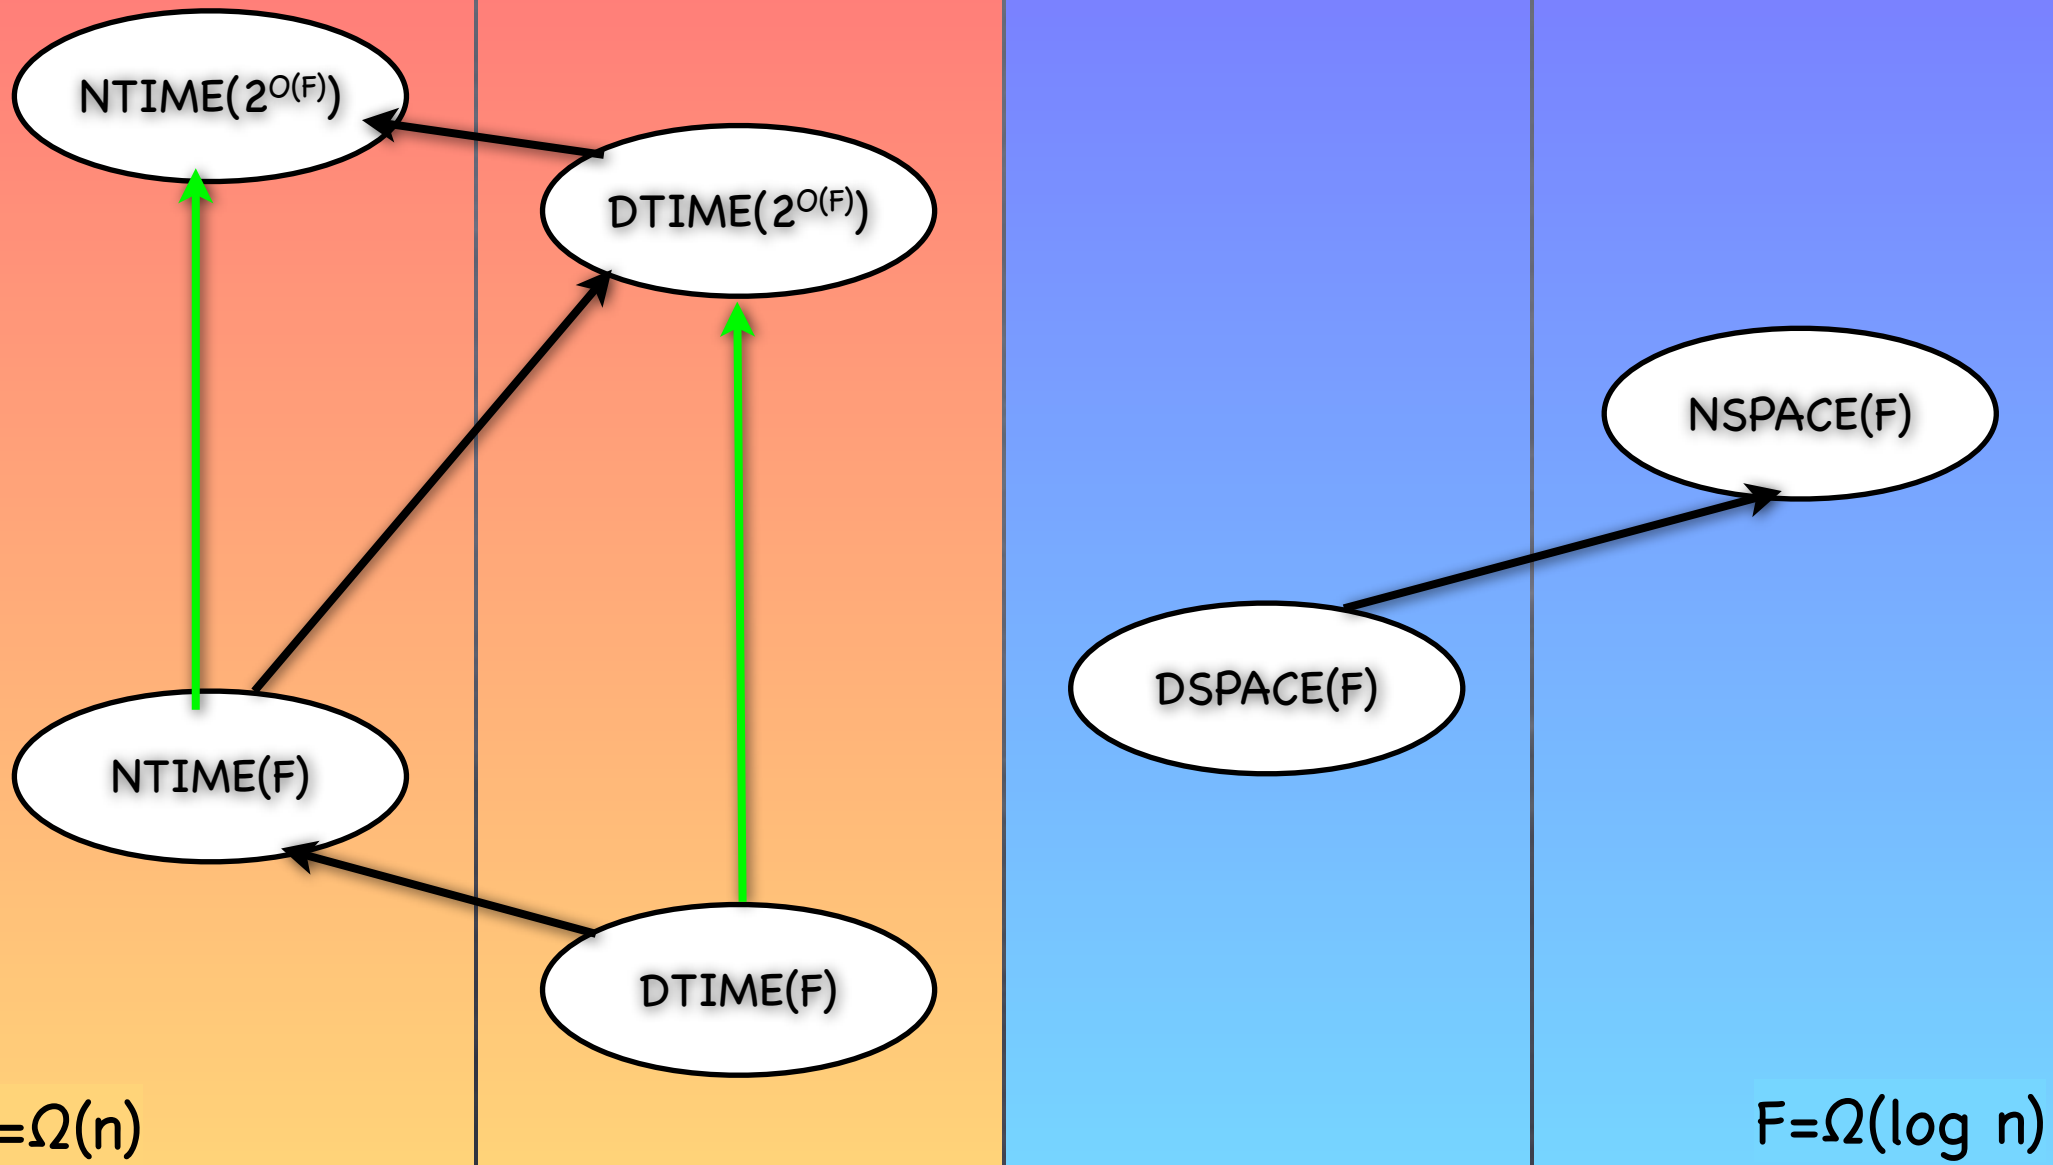 NTIME(2^O(F))
DTIME(2^O(F))
NSPACE(F)
DSPACE(F)
NTIME(F)
DTIME(F)
=Ω(n)
F=Ω(log n)